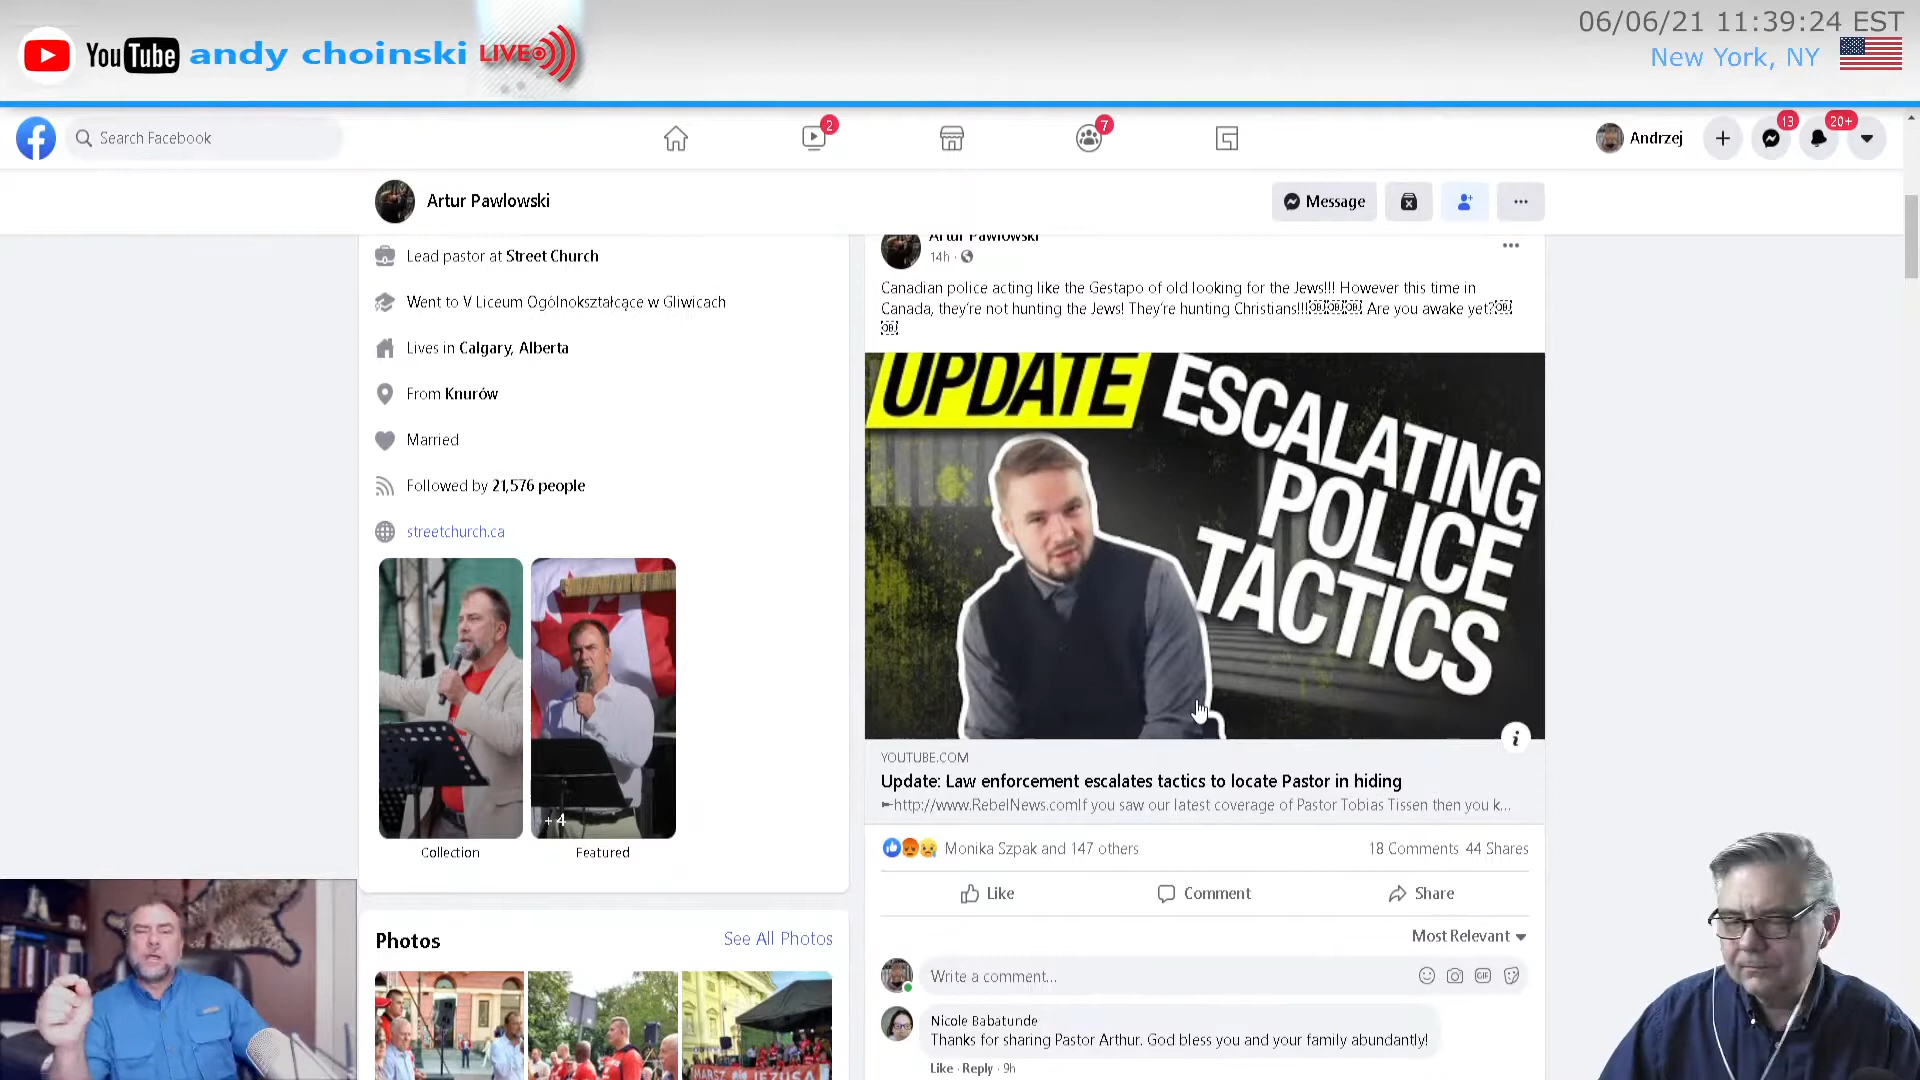 06/06/21 11:39:24 EST
YouTube andy choinski LIVE
New York, NY
Search Facebook
2
7
Andrzej
13
20+
Artur Pawlowski
Message
Lead pastor at Street Church
Went to V Liceum Ogólnokształcące w Gliwicach
Lives in Calgary, Alberta
From Knurów
Married
Followed by 21,576 people
streetchurch.ca
+4
Collection
Featured
Photos
See All Photos
Artur Pawlowski
14h
Canadian police acting like the Gestapo of old looking for the Jews!!! However this time in
Canada, they're not hunting the Jews! They're hunting Christians!!! Are you awake yet?
UPDATE
ESCALATING
POLICE
TACTICS
YOUTUBE.COM
Update: Law enforcement escalates tactics to locate Pastor in hiding
http://www.RebelNews.comIf you saw our latest coverage of Pastor Tobias Tissen then you k...
Monika Szpak and 147 others
18 Comments 44 Shares
Like
Comment
Share
Most Relevant
Write a comment...
GIF
Nicole Babatunde
Thanks for sharing Pastor Arthur. God bless you and your family abundantly!
Like · Reply · 9h